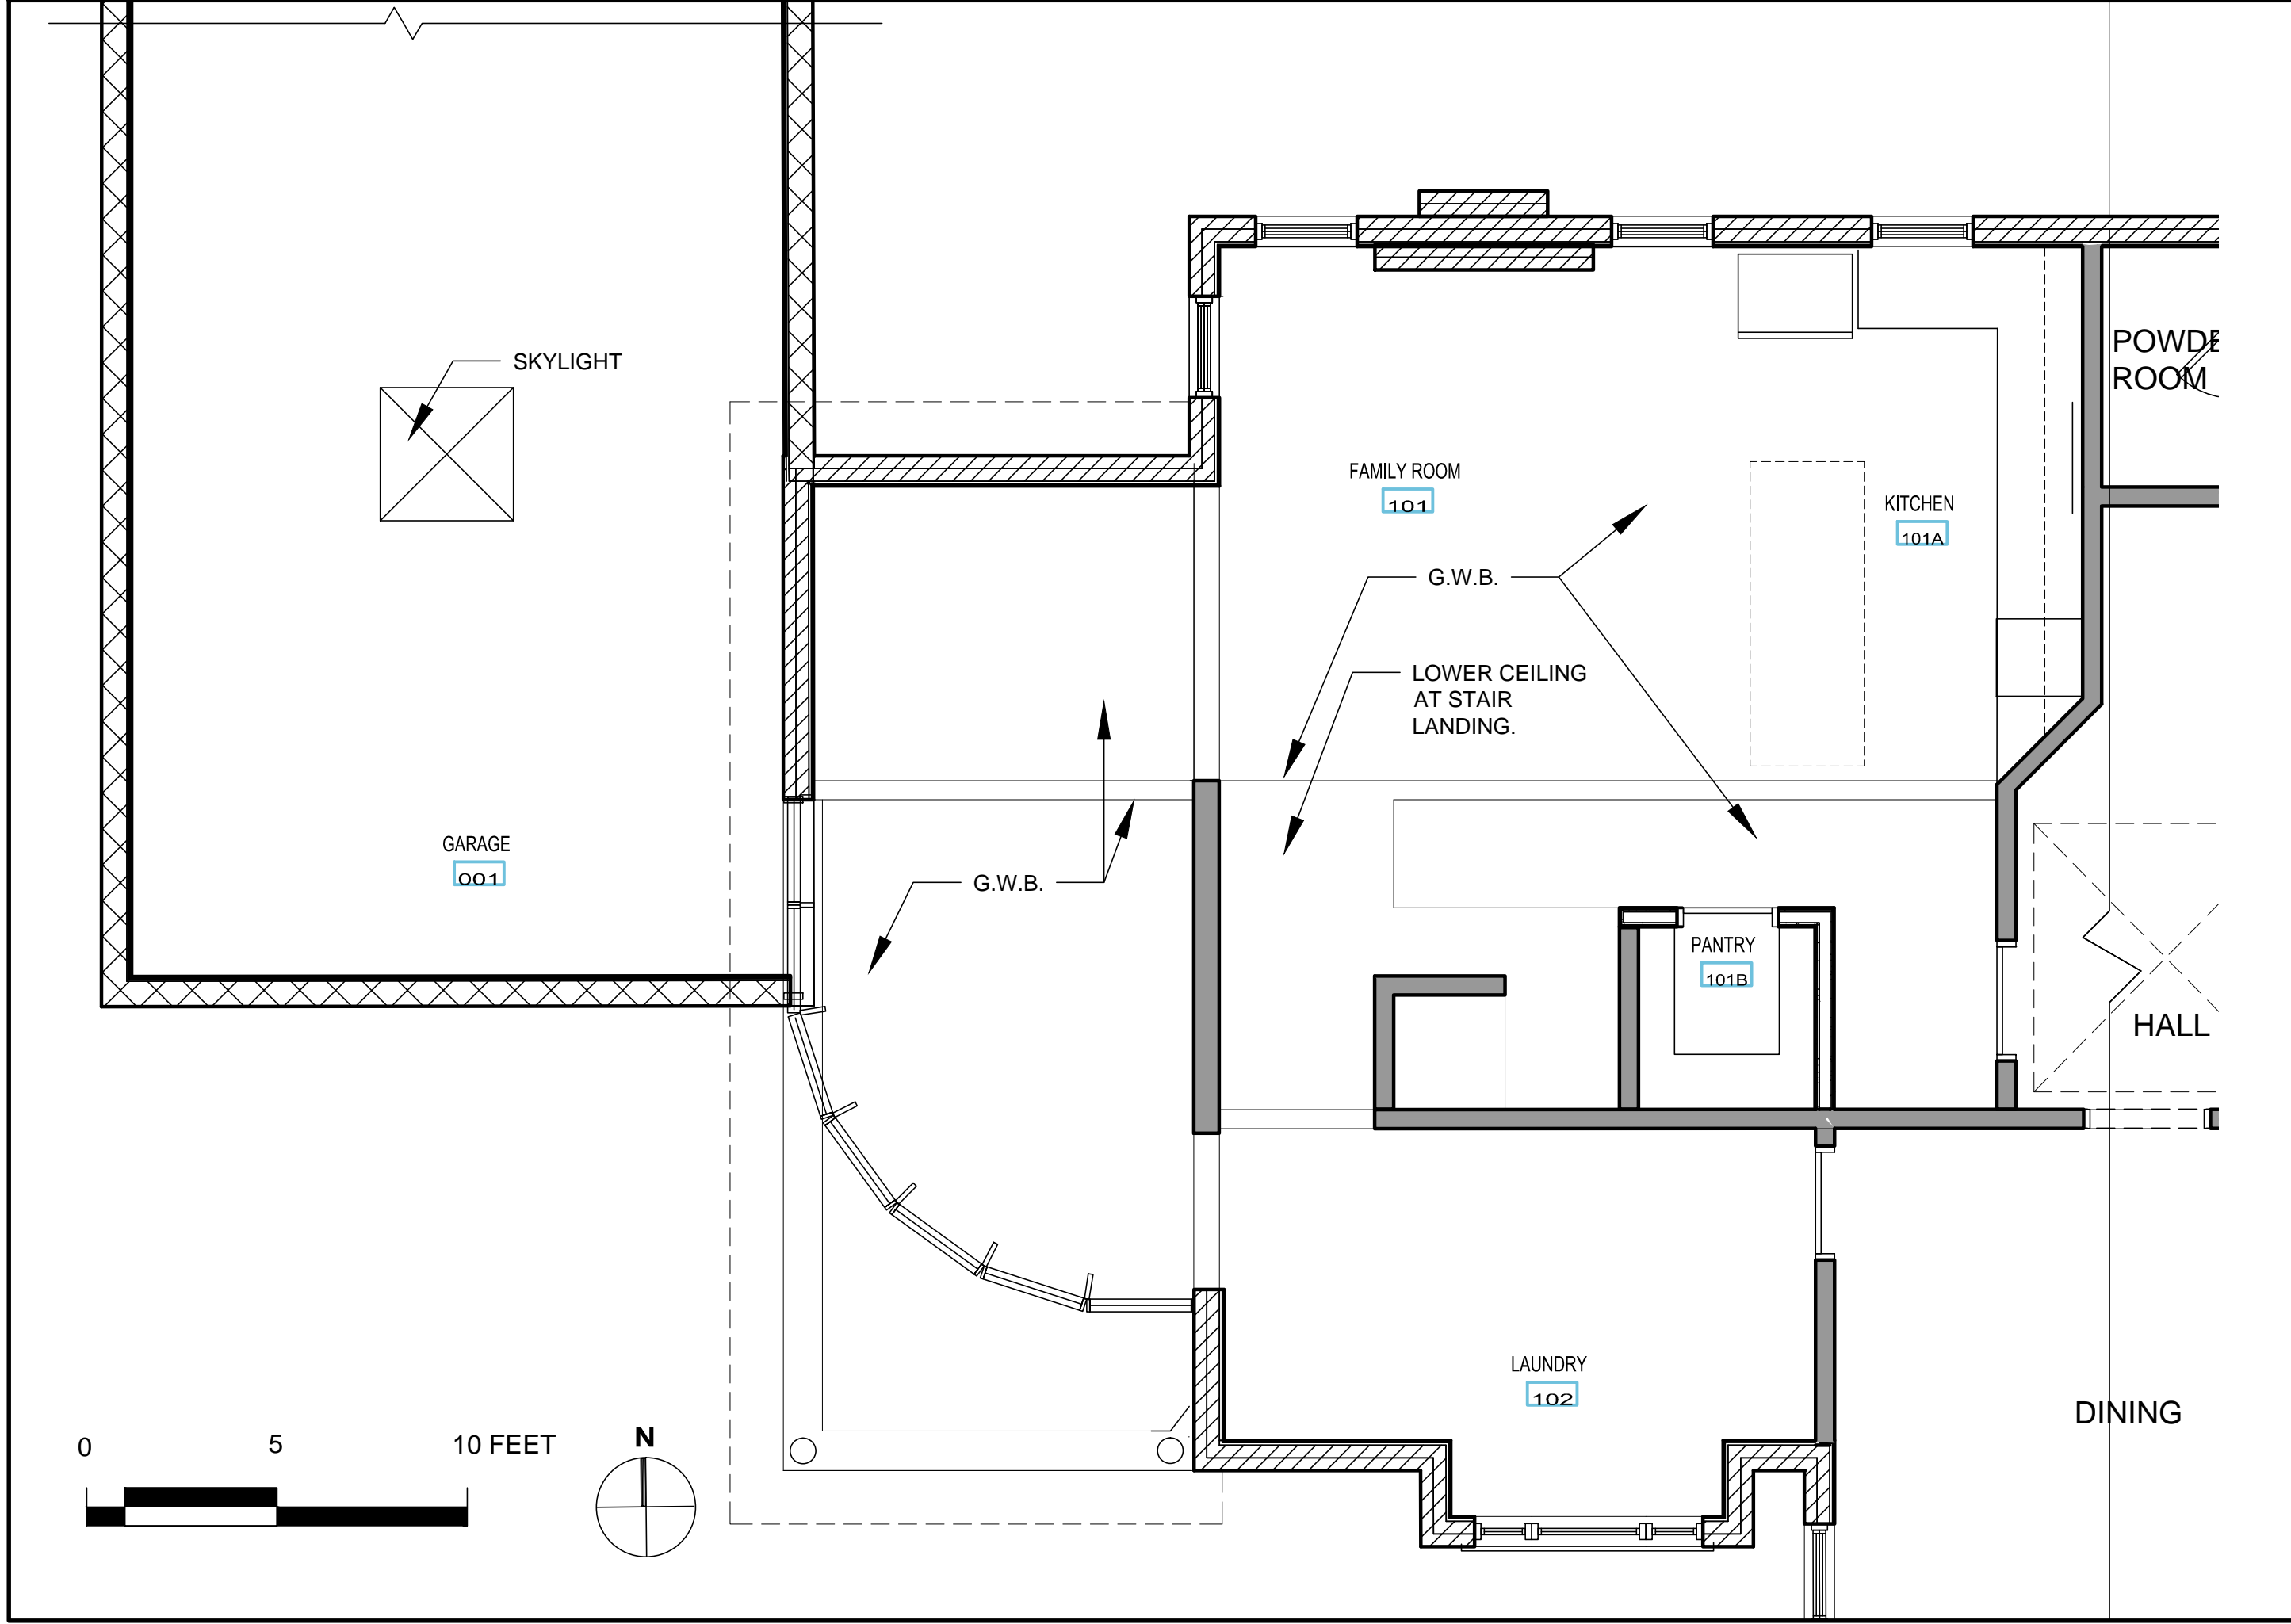 SKYLIGHT
POWDE
ROOM
FAMILY ROOM
101
KITCHEN
101A
G.W.B.
LOWER CEILING
AT STAIR
LANDING.
GARAGE
001
G.W.B.
PANTRY
101B
HALL
LAUNDRY
102
DINING
0 5 10 FEET
N